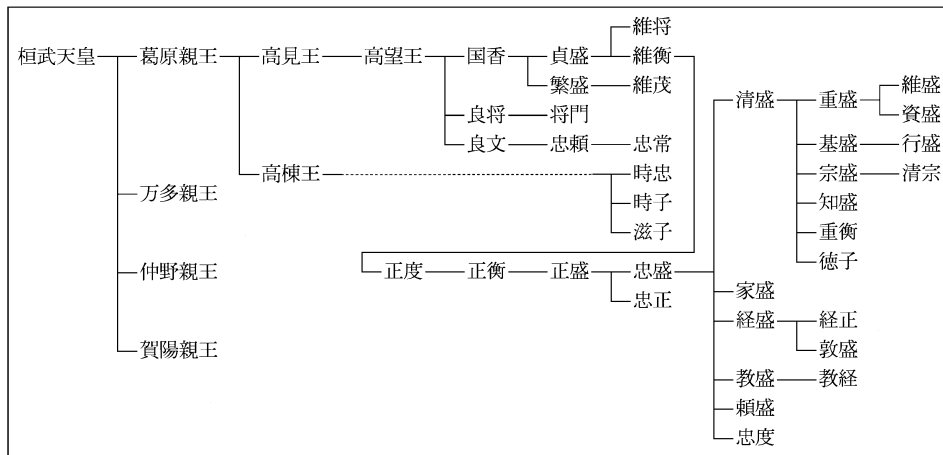 維将
桓武天皇 葛原親王 高見王 高望王 国香 貞盛 維衡
繁盛 維茂
維盛
清盛 重盛
資盛
良将 将門
良文 忠頼 忠常
基盛 行盛
高棟王 時忠
宗盛 清宗
万多親王
時子
知盛
滋子
重衡
徳子
仲野親王
正度 正衡 正盛 忠盛
家盛
忠正
経盛 経正
賀陽親王
敦盛
教盛 教経
頼盛
忠度